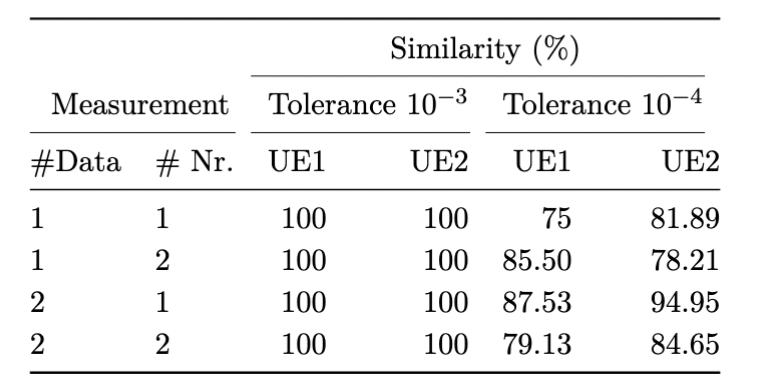 Similarity (%)
Measurement Tolerance 10⁻³ Tolerance 10⁻⁴
#Data # Nr. UE1 UE2 UE1 UE2
1 1 100 100 75 81.89
1 2 100 100 85.50 78.21
2 1 100 100 87.53 94.95
2 2 100 100 79.13 84.65